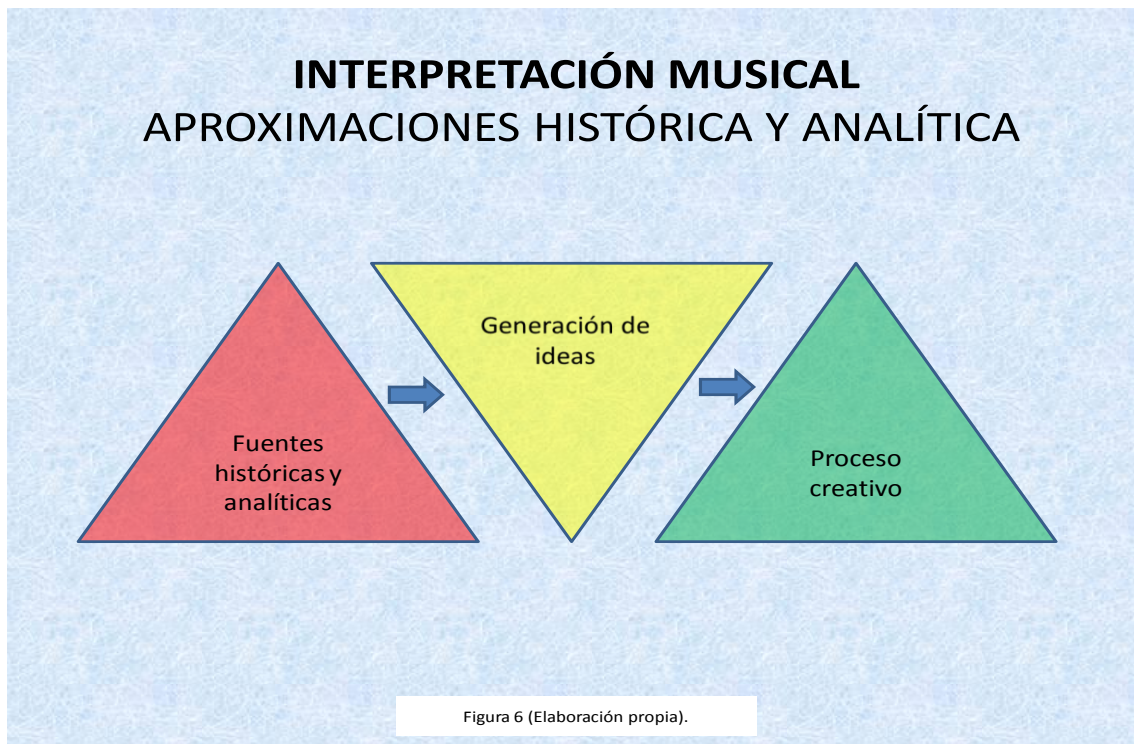 INTERPRETACIÓN MUSICAL
APROXIMACIONES HISTÓRICA Y ANALÍTICA
Fuentes
históricas y
analíticas
Generación de
ideas
Proceso
creativo
Figura 6 (Elaboración propia).